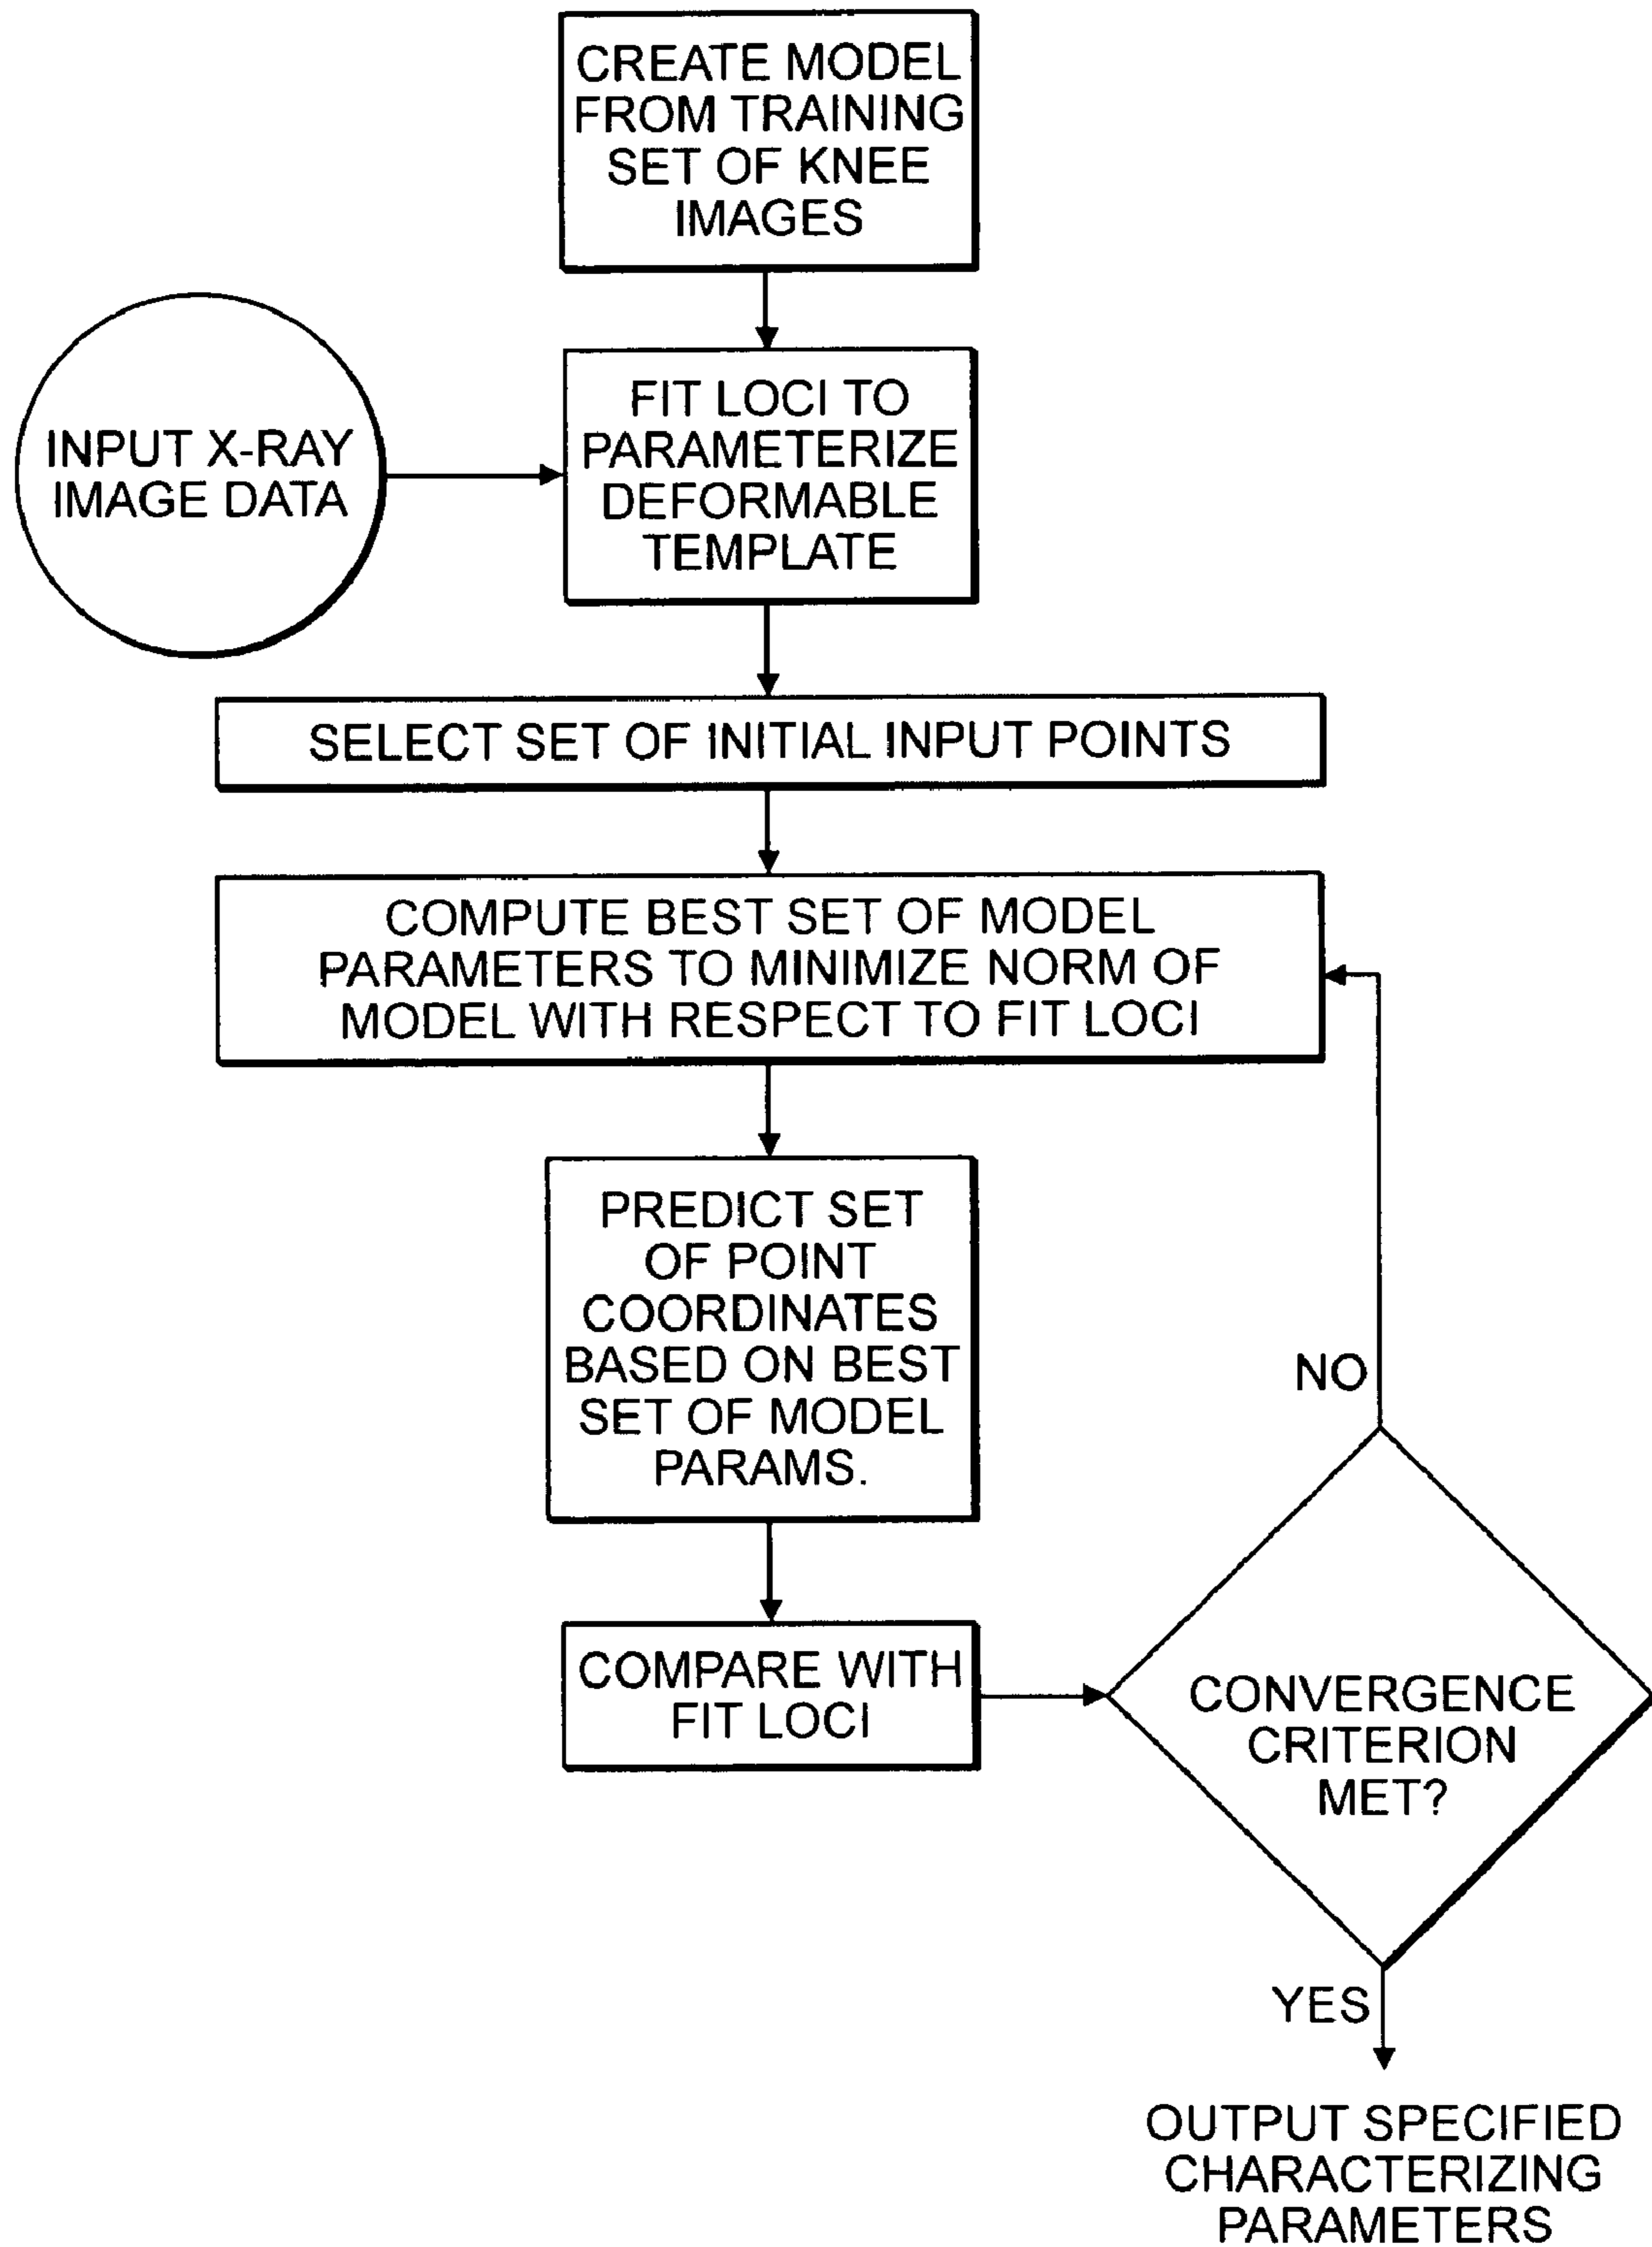 CREATE MODEL
FROM TRAINING
SET OF KNEE
IMAGES
INPUT X-RAY
IMAGE DATA
FIT LOCI TO
PARAMETERIZE
DEFORMABLE
TEMPLATE
SELECT SET OF INITIAL INPUT POINTS
COMPUTE BEST SET OF MODEL
PARAMETERS TO MINIMIZE NORM OF
MODEL WITH RESPECT TO FIT LOCI
PREDICT SET
OF POINT
COORDINATES
BASED ON BEST
SET OF MODEL
PARAMS.
NO
COMPARE WITH
FIT LOCI
CONVERGENCE
CRITERION
MET?
YES
OUTPUT SPECIFIED
CHARACTERIZING
PARAMETERS